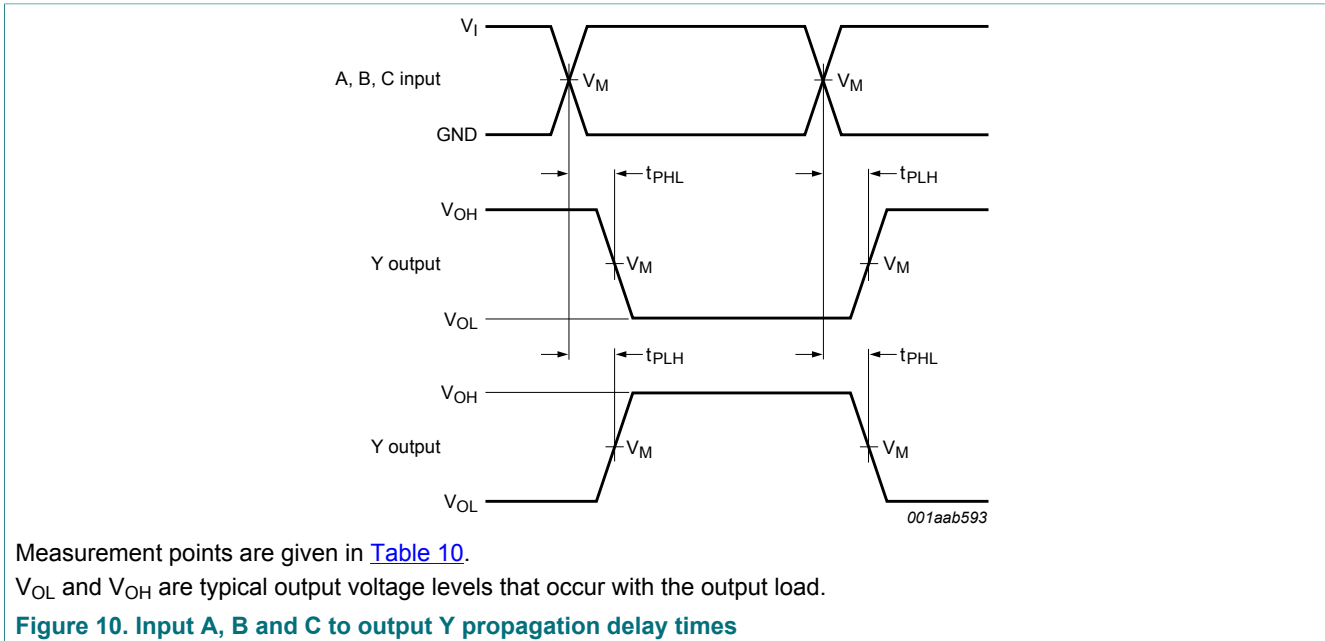 V_I
A, B, C input
V_M
V_M
GND
t_PHL
t_PLH
V_OH
Y output
V_M
V_M
V_OL
t_PLH
t_PHL
V_OH
Y output
V_M
V_M
V_OL
001aab593
Measurement points are given in Table 10.
V_OL and V_OH are typical output voltage levels that occur with the output load.
Figure 10. Input A, B and C to output Y propagation delay times